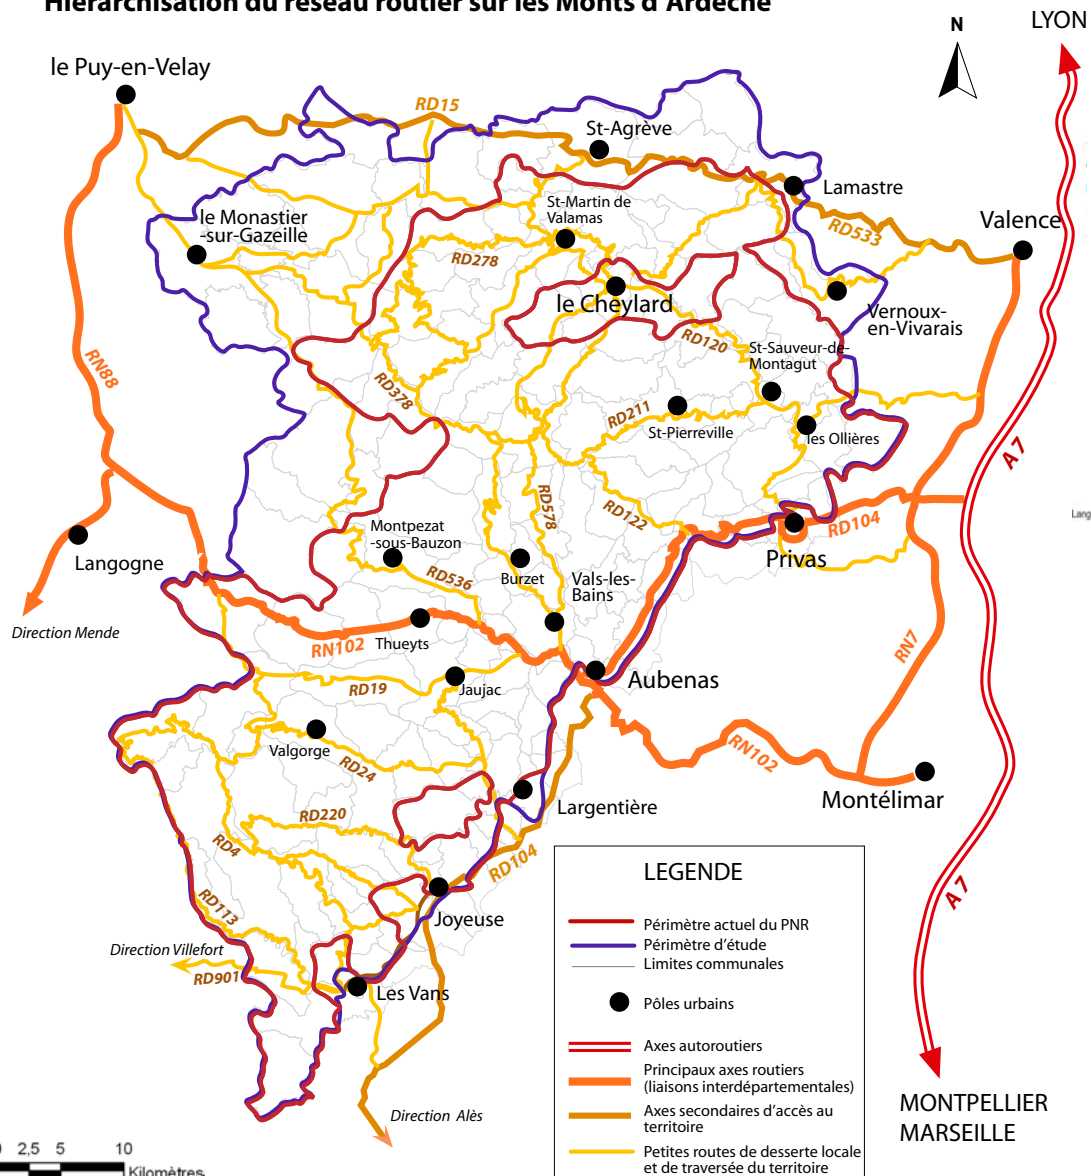 Hiérarchisation du réseau routier sur les Monts d'Ardèche
LYON
N
le Puy-en-Velay
RD15
St-Agrève
Lamastre
St-Martin de
Valamas
le Monastier
-sur-Gazeille
Valence
RD533
RD278
le Cheylard
Vernoux-
en-Vivarais
RD120
St-Sauveur-de-
Montagut
RN88
RD378
RD211
St-Pierreville
les Ollières
A 7
RD578
RD122
Lang
RD104
Privas
Montpezat
-sous-Bauzon
Langogne
RD536
Burzet
Vals-les-
Bains
Direction Mende
RN102
Thueyts
RN7
Aubenas
RD19
Jaujac
Valgorge
RD24
RN102
Montélimar
Largentière
RD220
RD4
RD104
RD113
Joyeuse
A 7
Direction Villefort
RD901
Les Vans
Direction Alès
LEGENDE
Périmètre actuel du PNR
Périmètre d'étude
Limites communales
Pôles urbains
Axes autoroutiers
Principaux axes routiers
(liaisons interdépartementales)
Axes secondaires d'accès au
territoire
Petites routes de desserte locale
et de traversée du territoire
MONTPELLIER
MARSEILLE
0 2,5 5 10
Kilomètres